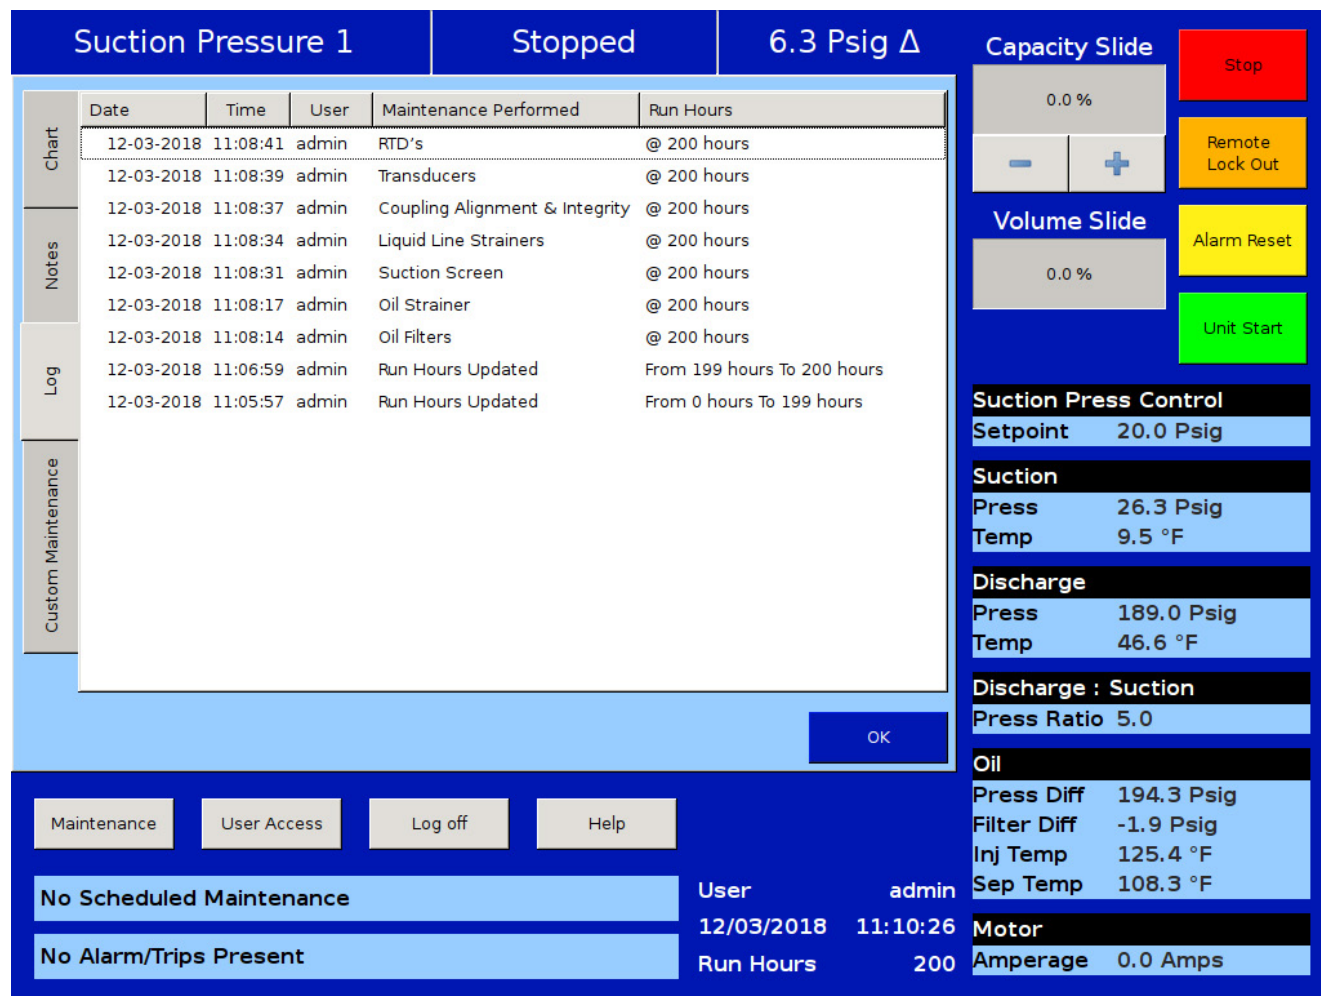 Suction Pressure 1 Stopped 6.3 Psig Δ
Capacity Slide
0.0 %
Stop
Remote
Lock Out
Volume Slide
0.0 %
Alarm Reset
Unit Start
Chart
Notes
Log
Custom Maintenance
Date Time User Maintenance Performed Run Hours
12-03-2018 11:08:41 admin RTD's @ 200 hours
12-03-2018 11:08:39 admin Transducers @ 200 hours
12-03-2018 11:08:37 admin Coupling Alignment & Integrity @ 200 hours
12-03-2018 11:08:34 admin Liquid Line Strainers @ 200 hours
12-03-2018 11:08:31 admin Suction Screen @ 200 hours
12-03-2018 11:08:17 admin Oil Strainer @ 200 hours
12-03-2018 11:08:14 admin Oil Filters @ 200 hours
12-03-2018 11:06:59 admin Run Hours Updated From 199 hours To 200 hours
12-03-2018 11:05:57 admin Run Hours Updated From 0 hours To 199 hours
OK
Suction Press Control
Setpoint 20.0 Psig
Suction
Press 26.3 Psig
Temp 9.5 °F
Discharge
Press 189.0 Psig
Temp 46.6 °F
Discharge : Suction
Press Ratio 5.0
Oil
Press Diff 194.3 Psig
Filter Diff -1.9 Psig
Inj Temp 125.4 °F
Sep Temp 108.3 °F
Motor
Amperage 0.0 Amps
Maintenance User Access Log off Help
No Scheduled Maintenance
No Alarm/Trips Present
User admin
12/03/2018 11:10:26
Run Hours 200